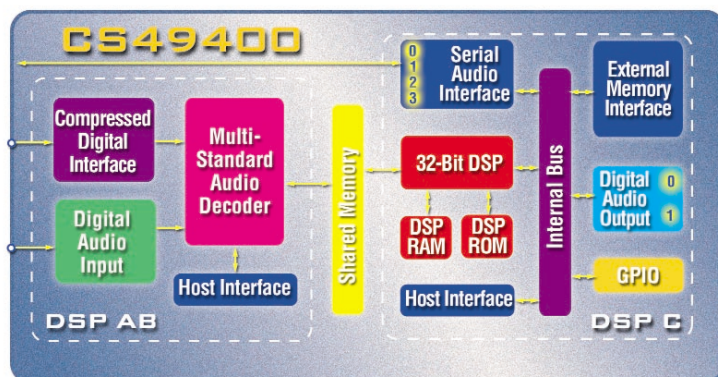 CS49400
Compressed
Digital
Interface
Digital
Audio
Input
Multi-
Standard
Audio
Decoder
Host Interface
DSP AB
Shared Memory
0
1
2
3
Serial
Audio
Interface
32-Bit DSP
DSP
RAM
DSP
ROM
Host Interface
Internal Bus
External
Memory
Interface
Digital
Audio
Output
0
1
GPIO
DSP C